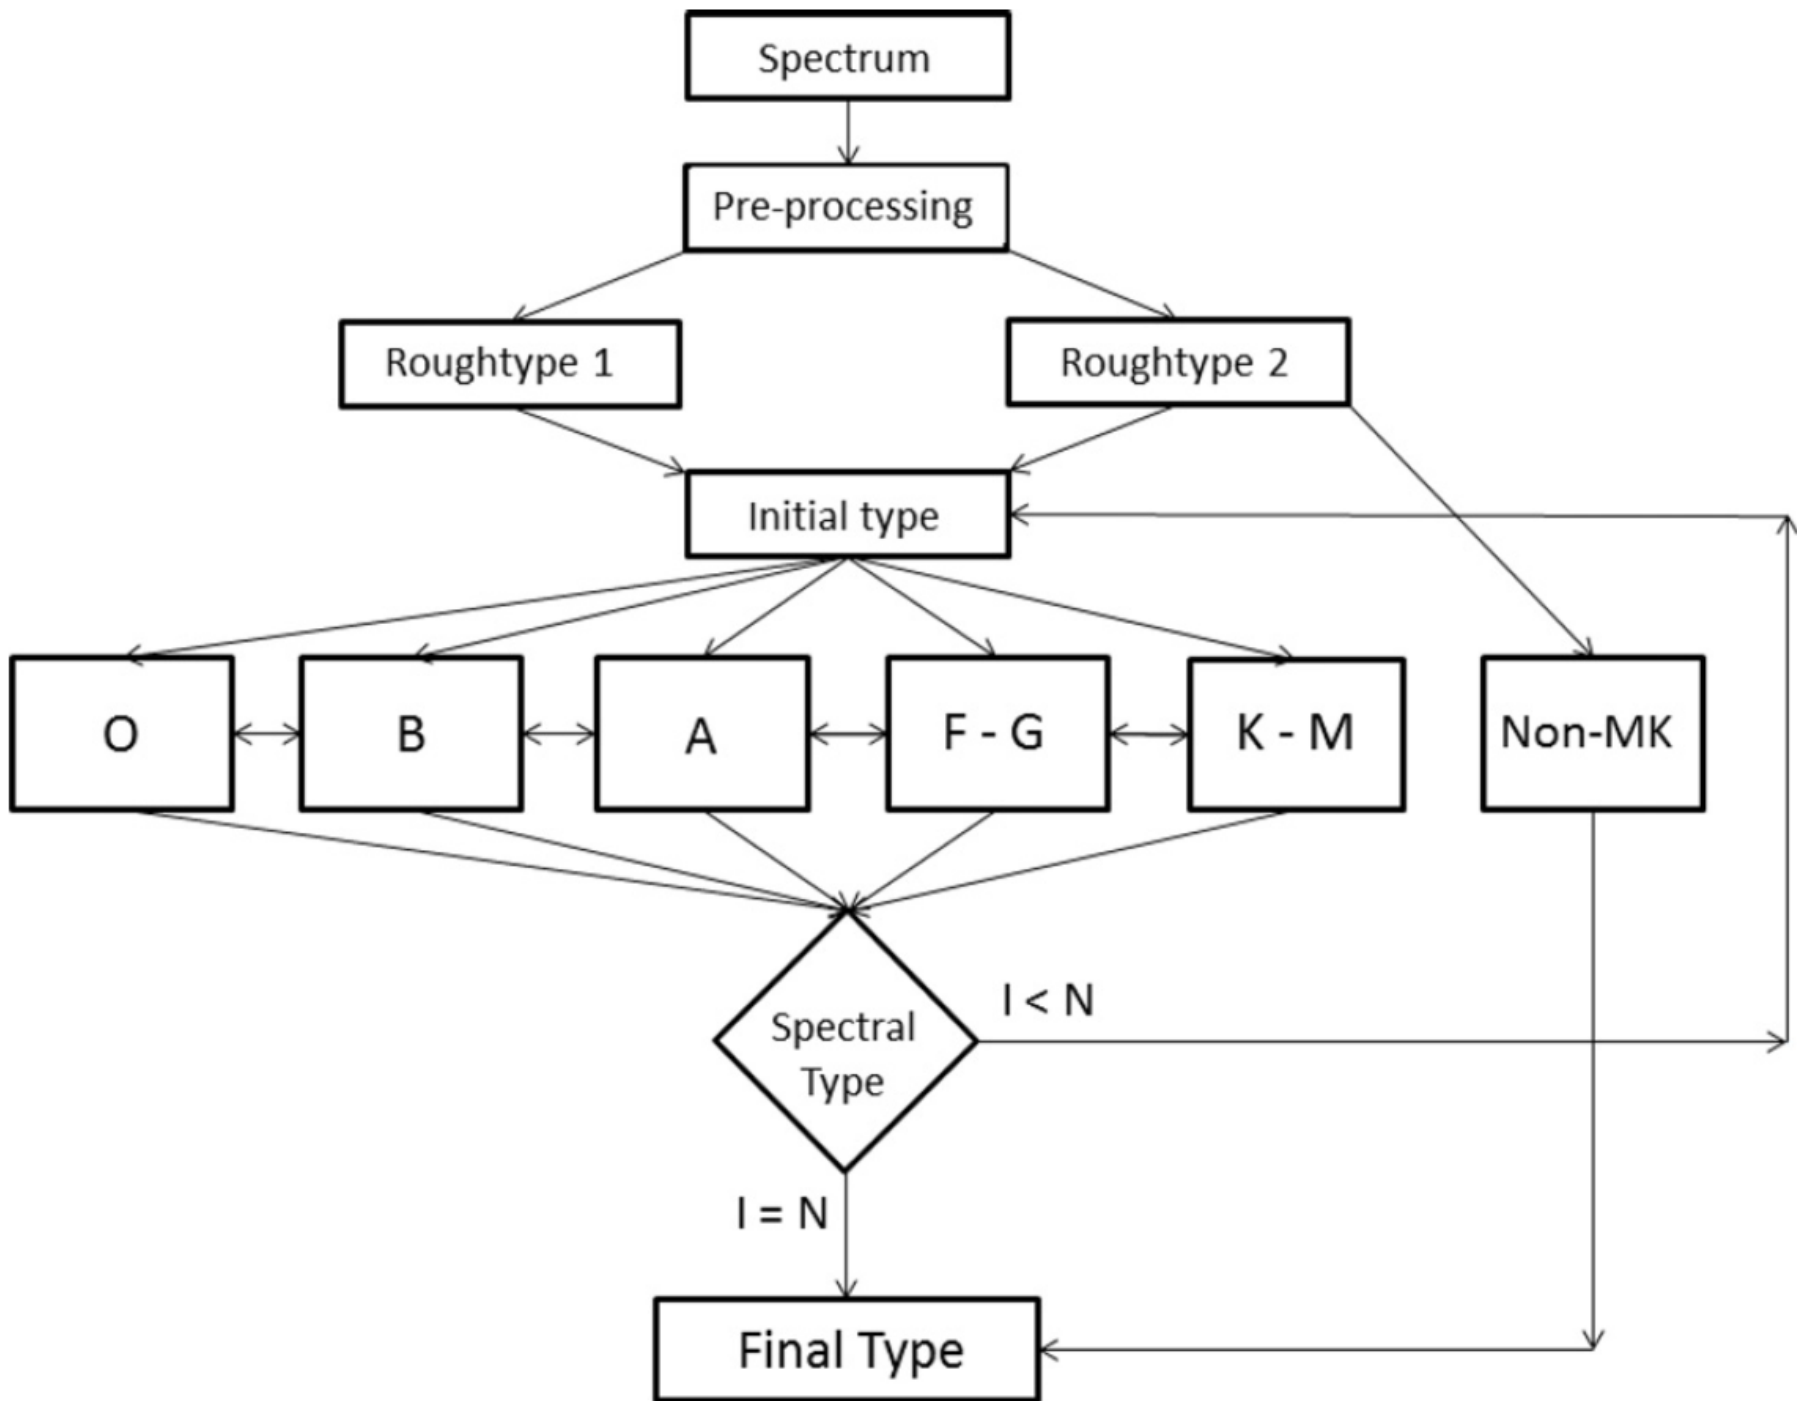 Spectrum
Pre-processing
Roughtype 1
Roughtype 2
Initial type
O
B
A
F - G
K - M
Non-MK
I < N
Spectral
Type
I = N
Final Type